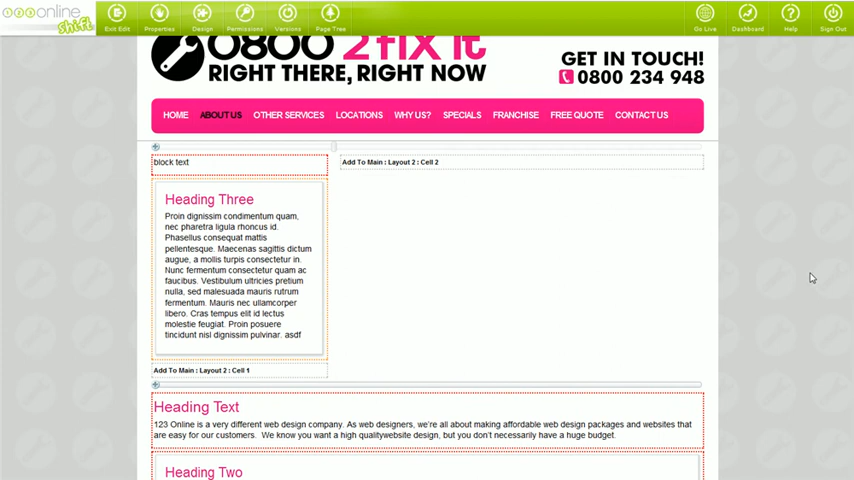 123 online
shift
Exit Edit
Properties
Design
Permissions
Versions
Page Tree
Go Live
Dashboard
Help
Sign Out
0800 2 fix it
RIGHT THERE, RIGHT NOW
GET IN TOUCH!
0800 234 948
HOME ABOUT US OTHER SERVICES LOCATIONS WHY US? SPECIALS FRANCHISE FREE QUOTE CONTACT US
block text
Add To Main : Layout 2 : Cell 2
Heading Three
Proin dignissim condimentum quam,
nec pharetra ligula rhoncus id.
Phasellus consequat mattis
pellentesque. Maecenas sagittis dictum
augue, a mollis turpis consectetur in.
Nunc fermentum consectetur quam ac
faucibus. Vestibulum ultricies pretium
nulla, sed malesuada mauris rutrum
fermentum. Mauris nec ullamcorper
libero. Cras tempus elit id lectus
molestie feugiat. Proin posuere
tincidunt nisl dignissim pulvinar. asdf
Add To Main : Layout 2 : Cell 1
Heading Text
123 Online is a very different web design company. As web designers, we're all about making affordable web design packages and websites that
are easy for our customers. We know you want a high qualitywebsite design, but you don't necessarily have a huge budget.
Heading Two